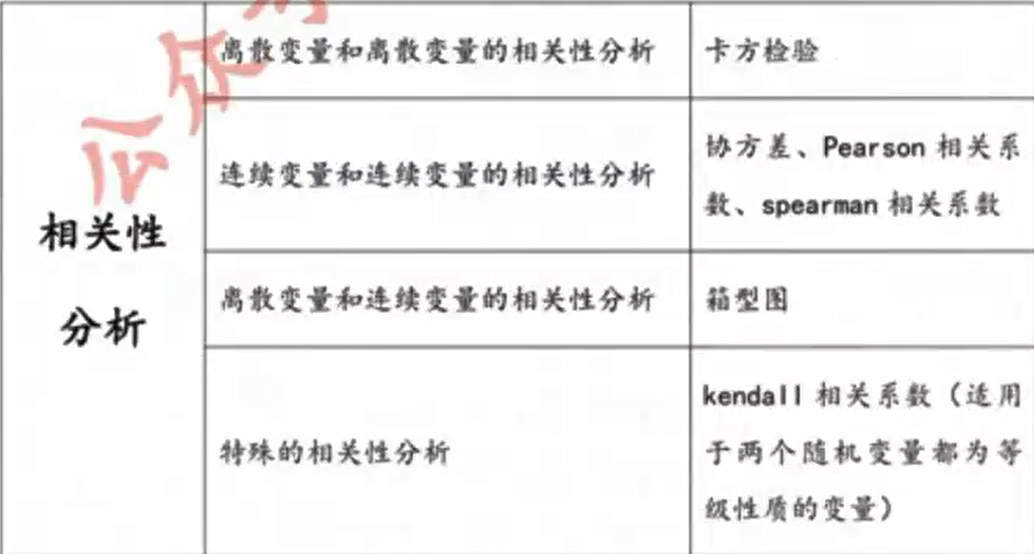 公众
相关性
分析
离散变量和离散变量的相关性分析
卡方检验
连续变量和连续变量的相关性分析
协方差、Pearson 相关系
数、spearman 相关系数
离散变量和连续变量的相关性分析
箱型图
特殊的相关性分析
kendall 相关系数（适用
于两个随机变量都为等
级性质的变量）